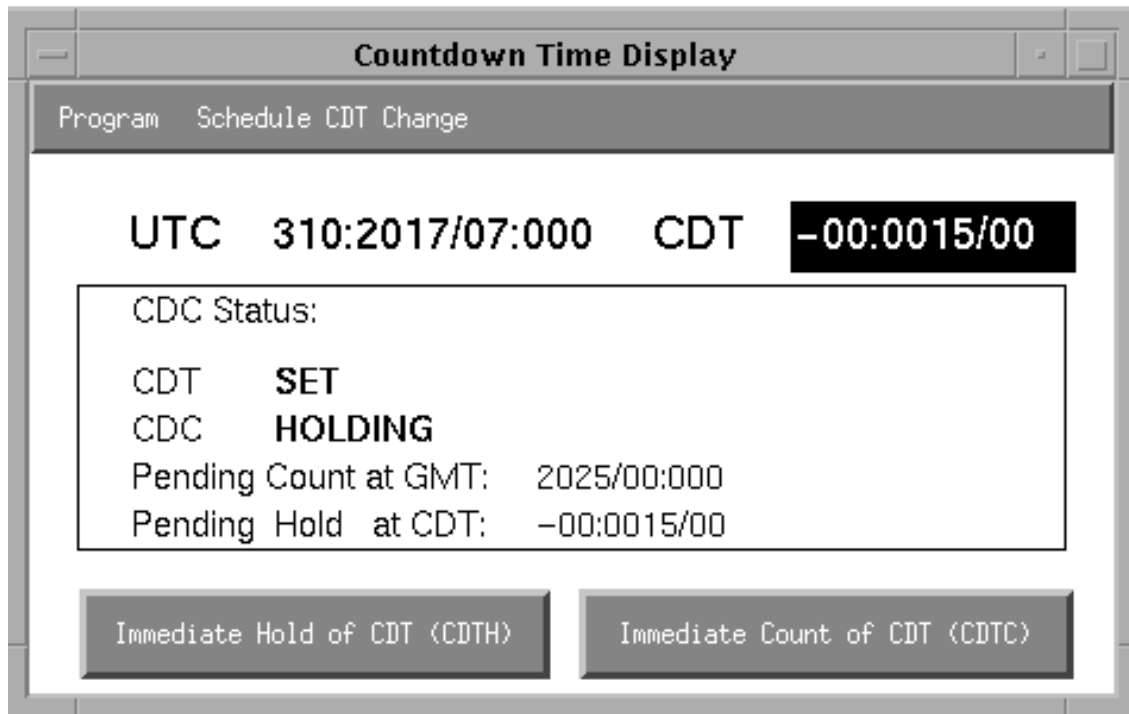 Countdown Time Display
Program Schedule CDT Change
UTC 310:2017/07:000 CDT -00:0015/00
CDC Status:
CDT SET
CDC HOLDING
Pending Count at GMT: 2025/00:000
Pending Hold at CDT: -00:0015/00
Immediate Hold of CDT (CDTH) Immediate Count of CDT (CDTC)